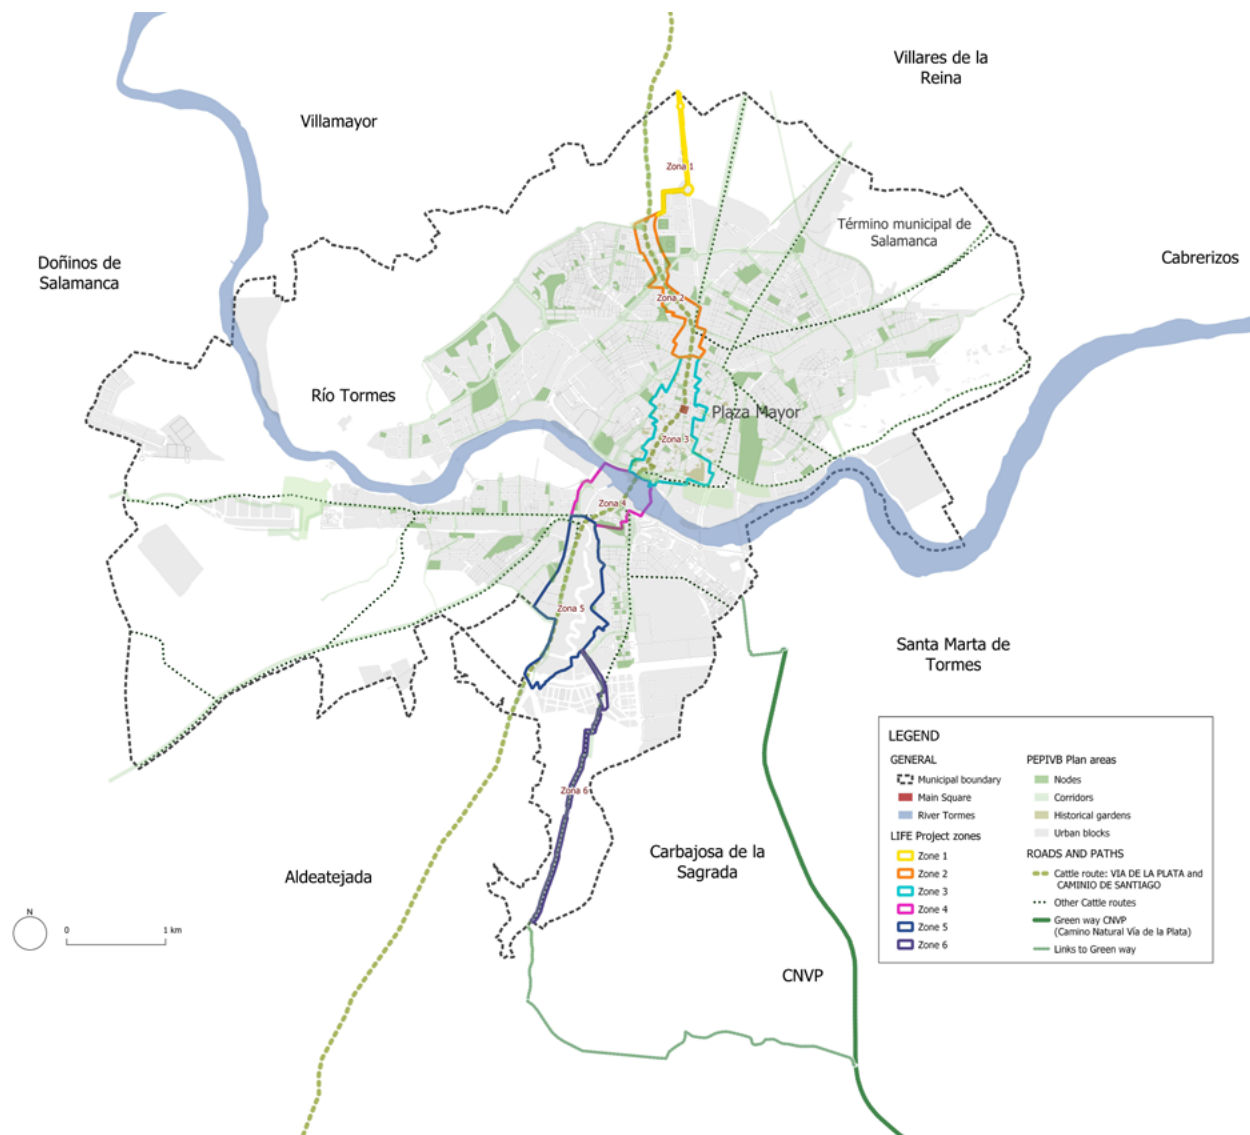 Villares de la
Reina
Villamayor
Zona 1
Término municipal de
Salamanca
Doñinos de
Salamanca
Cabrerizos
Zona 2
Río Tormes
Plaza Mayor
Zona 3
Zona 4
Zona 5
Santa Marta de
Tormes
Zona 6
Carbajosa de la
Sagrada
Aldeatejada
CNVP
N
0
1 km
LEGEND
GENERAL
Municipal boundary
Main Square
River Tormes
LIFE Project zones
Zone 1
Zone 2
Zone 3
Zone 4
Zone 5
Zone 6
PEPIVB Plan areas
Nodes
Corridors
Historical gardens
Urban blocks
ROADS AND PATHS
Cattle route: VIA DE LA PLATA and
CAMINIO DE SANTIAGO
Other Cattle routes
Green way CNVP
(Camino Natural Vía de la Plata)
Links to Green way